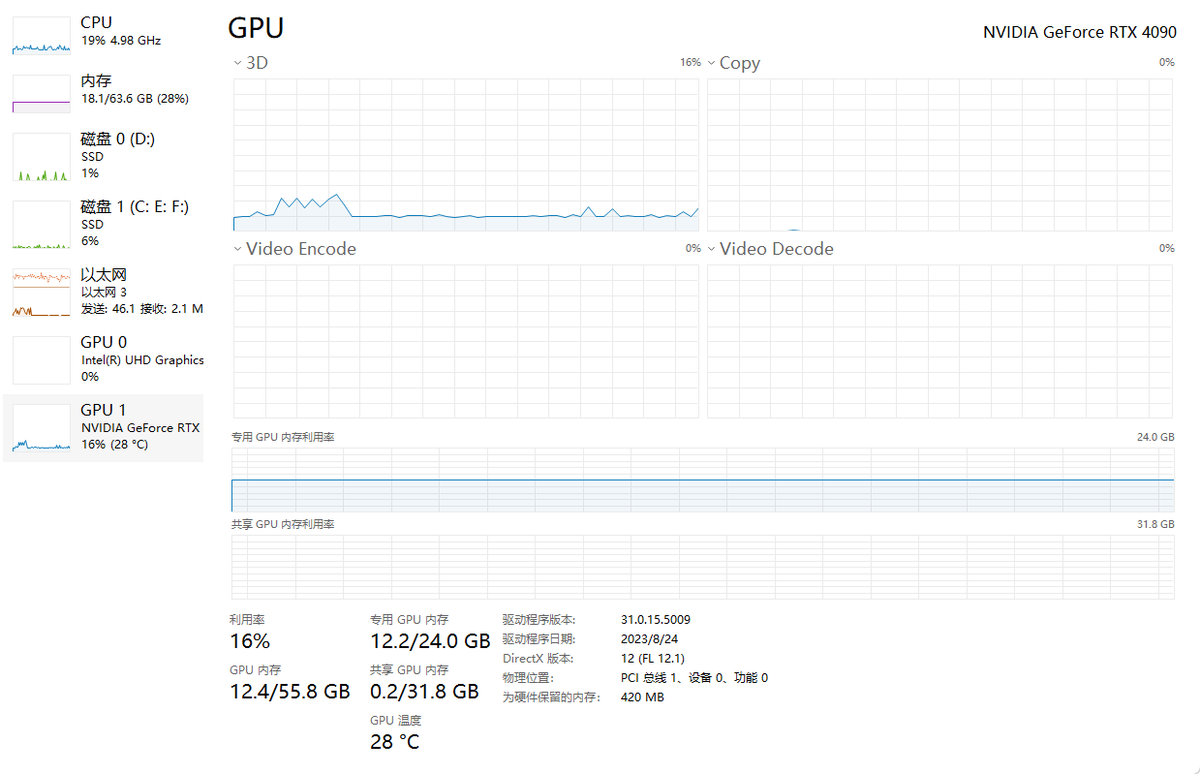 CPU
19% 4.98 GHz
内存
18.1/63.6 GB (28%)
磁盘 0 (D:)
SSD
1%
磁盘 1 (C: E: F:)
SSD
6%
以太网
以太网 3
发送: 46.1 接收: 2.1 M
GPU 0
Intel(R) UHD Graphics
0%
GPU 1
NVIDIA GeForce RTX
16% (28 °C)
GPU
NVIDIA GeForce RTX 4090
3D 16%
Copy 0%
Video Encode 0%
Video Decode 0%
专用 GPU 内存利用率 24.0 GB
共享 GPU 内存利用率 31.8 GB
利用率
16%
专用 GPU 内存
12.2/24.0 GB
GPU 内存
12.4/55.8 GB
共享 GPU 内存
0.2/31.8 GB
GPU 温度
28 °C
驱动程序版本: 31.0.15.5009
驱动程序日期: 2023/8/24
DirectX 版本: 12 (FL 12.1)
物理位置: PCI 总线 1、设备 0、功能 0
为硬件保留的内存: 420 MB